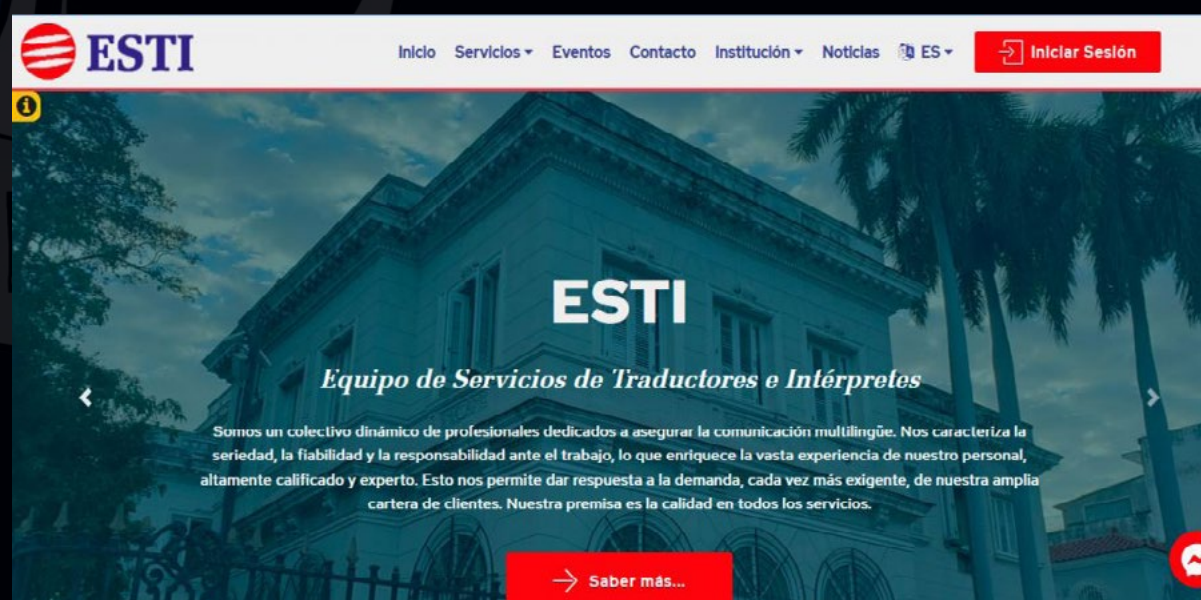 ESTI
Inicio Servicios Eventos Contacto Institución Noticias ES Iniciar Sesión
ESTI
Equipo de Servicios de Traductores e Intérpretes
Somos un colectivo dinámico de profesionales dedicados a asegurar la comunicación multilingüe. Nos caracteriza la
seriedad, la fiabilidad y la responsabilidad ante el trabajo, lo que enriquece la vasta experiencia de nuestro personal,
altamente calificado y experto. Esto nos permite dar respuesta a la demanda, cada vez más exigente, de nuestra amplia
cartera de clientes. Nuestra premisa es la calidad en todos los servicios.
Saber más...